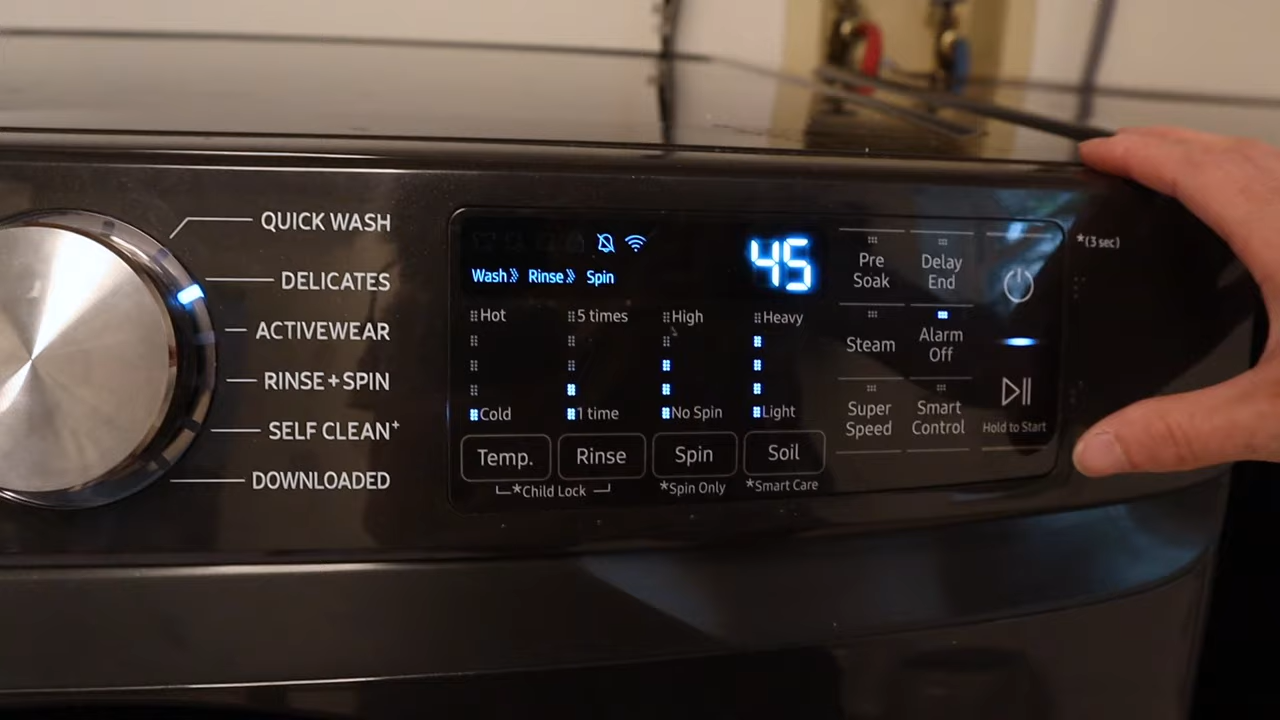 QUICK WASH
DELICATES
ACTIVEWEAR
RINSE+SPIN
SELF CLEAN+
DOWNLOADED
45
Wash» Rinse» Spin
Hot 5 times High Heavy
Cold 1 time No Spin Light
Temp. Rinse Spin Soil
*Child Lock *Spin Only *Smart Care
Pre Soak
Delay End
Steam
Alarm Off
Super Speed
Smart Control
*(3 sec)
Hold to Start